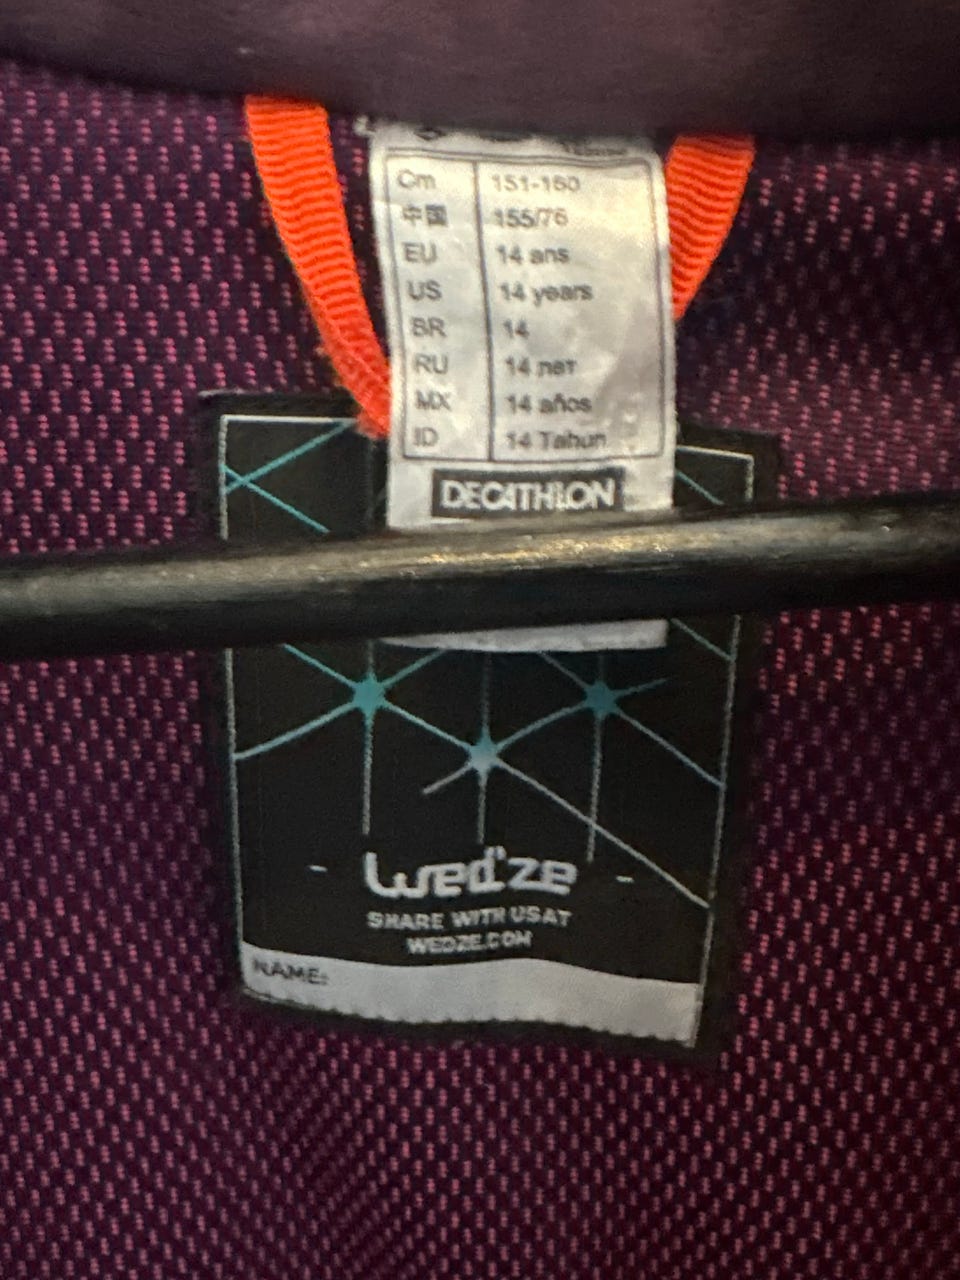 Cm 151-160
中国 155/76
EU 14 ans
US 14 years
BR 14
RU 14 лет
MX 14 años
ID 14 Tahun
DECATHLON
Wed'ze
SHARE WITH US AT
WEDZE.COM
NAME: